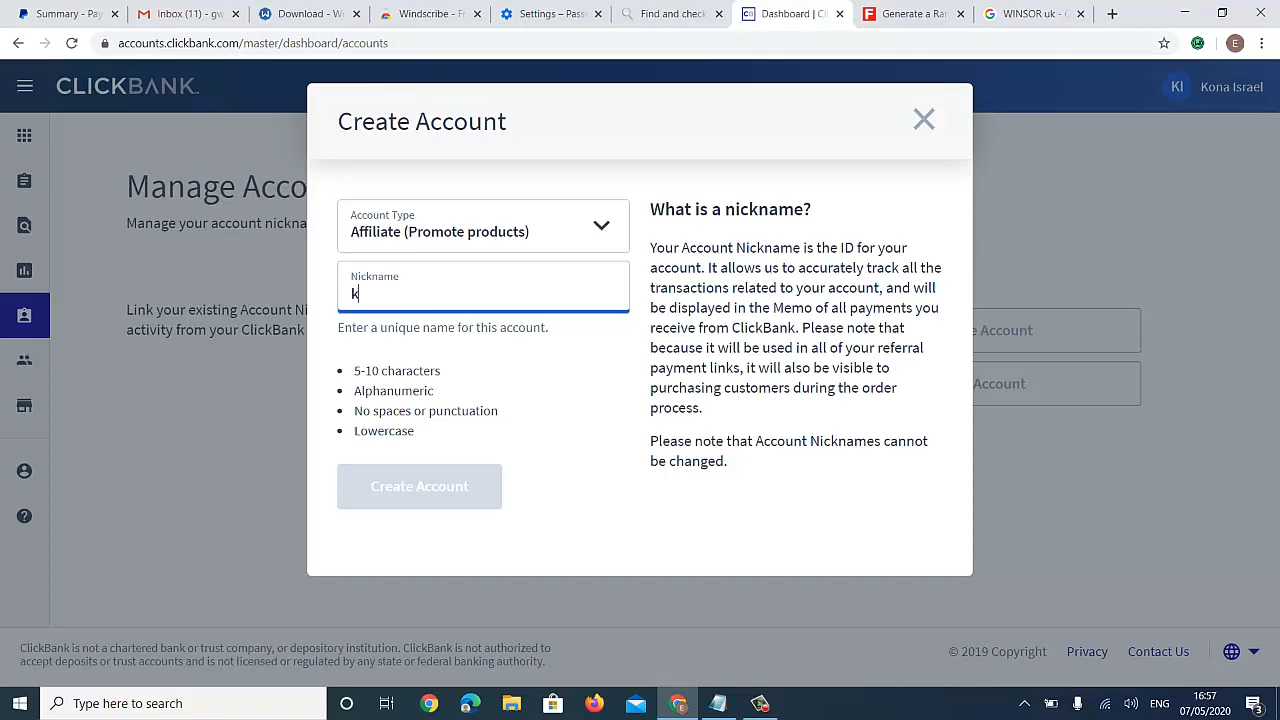 Summary - Pay
Inbox (11) - gw
Download - Wi
Windscribe - Fr
Settings – Pass
Find and check
Dashboard | Cl
Generate a Ran
WINSOR uk - G
accounts.clickbank.com/master/dashboard/accounts
E
CLICKBANK
KI
Kona Israel
Create Account
Manage Acco
Manage your account nickna
Account Type
Affiliate (Promote products)
What is a nickname?
Your Account Nickname is the ID for your
account. It allows us to accurately track all the
transactions related to your account, and will
be displayed in the Memo of all payments you
receive from ClickBank. Please note that
because it will be used in all of your referral
payment links, it will also be visible to
purchasing customers during the order
process.
Please note that Account Nicknames cannot
be changed.
Nickname
k
Enter a unique name for this account.
Link your existing Account Ni
activity from your ClickBank
e Account
Account
5-10 characters
Alphanumeric
No spaces or punctuation
Lowercase
Create Account
ClickBank is not a chartered bank or trust company, or depository institution. ClickBank is not authorized to
accept deposits or trust accounts and is not licensed or regulated by any state or federal banking authority.
© 2019 Copyright
Privacy
Contact Us
Type here to search
ENG
16:57
07/05/2020
3